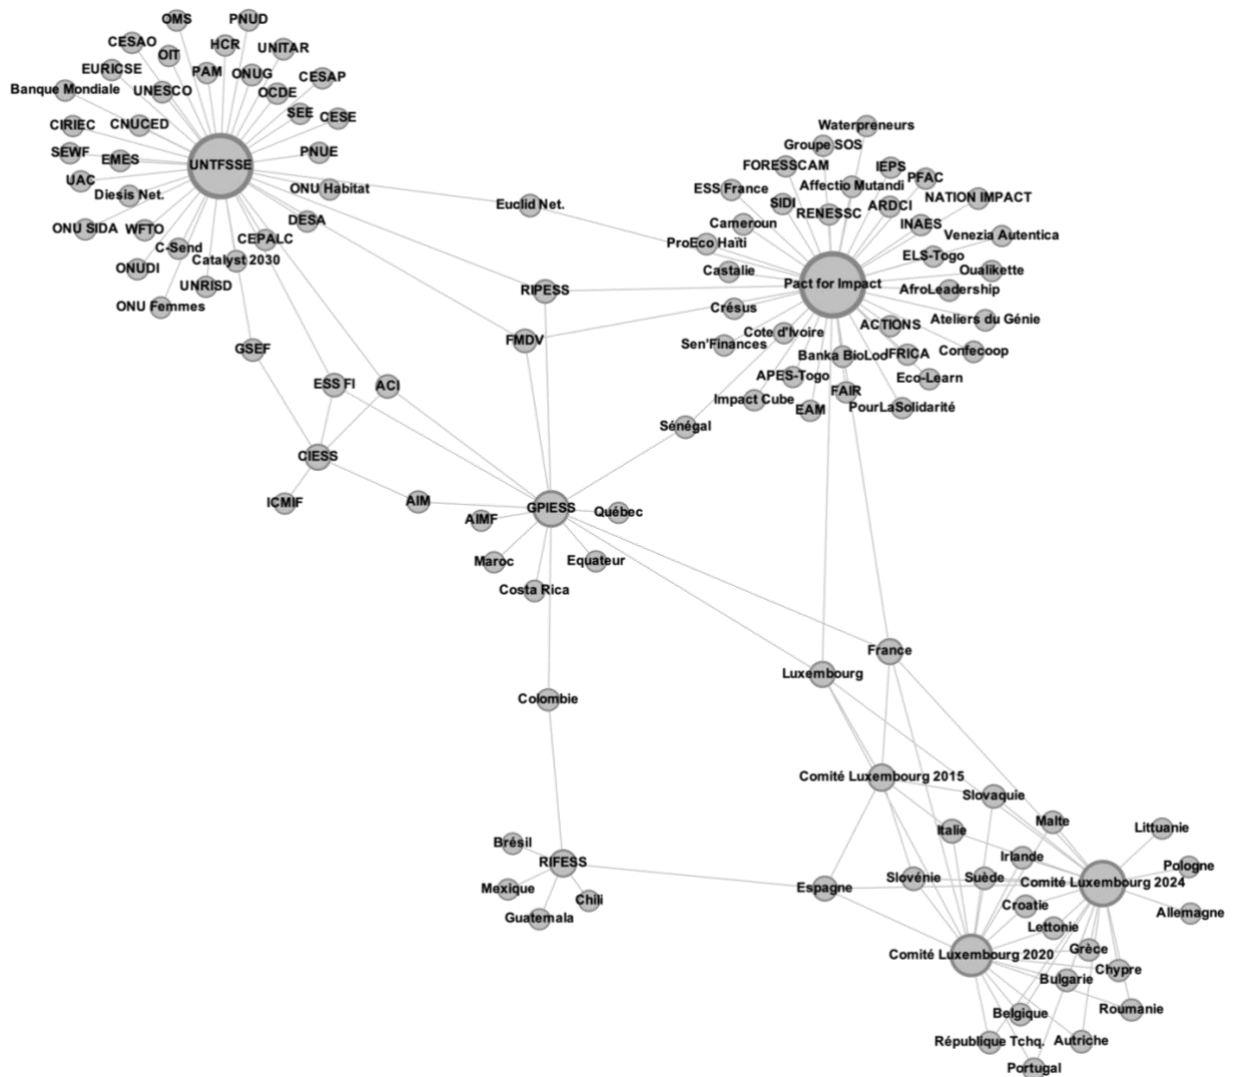 OMS
PNUD
CESAO
HCR
UNITAR
OIT
EURICSE
PAM
ONUG
CESAP
Banque Mondiale
UNESCO
OCDE
SEE
CESE
CIRIEC
CNUCED
SEWF
EMES
UNTFSSE
PNUE
UAC
Diesis Net.
ONU Habitat
ONU SIDA
WFTO
DESA
C-Send
CEPALC
Catalyst 2030
ONUDI
UNRISD
ONU Femmes
Euclid Net.
RIPESS
FMDV
GSEF
ESS FI
ACI
CIESS
ICMIF
AIM
AIMF
GPIESS
Québec
Maroc
Equateur
Costa Rica
Sénégal
Waterpreneurs
Groupe SOS
FORESSCAM
IEPS
PFAC
ESS France
Affectio Mutandi
NATION IMPACT
SIDI
RENESSC
ARDCI
Cameroun
INAES
Venezia Autentica
ProEco Haïti
ELS-Togo
Castalie
Pact for Impact
Oualikette
AfroLeadership
Crésus
Cote d'Ivoire
ACTIONS
Ateliers du Génie
Sen'Finances
Banka BioLoo
IFRICA
Confecoop
APES-Togo
Eco-Learn
Impact Cube
FAIR
EAM
PourLaSolidarité
France
Luxembourg
Colombie
Comité Luxembourg 2015
Slovaquie
Italie
Malte
Littuanie
Brésil
RIFESS
Irlande
Pologne
Mexique
Chili
Espagne
Slovénie
Suède
Comité Luxembourg 2024
Guatemala
Croatie
Allemagne
Lettonie
Comité Luxembourg 2020
Grèce
Chypre
Bulgarie
Belgique
Roumanie
République Tchq.
Autriche
Portugal